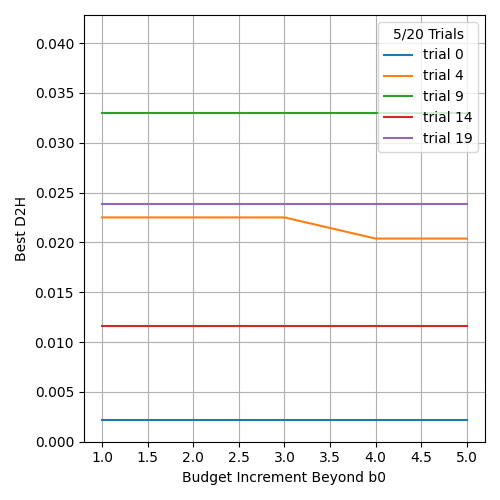 5/20 Trials
trial 0
trial 4
trial 9
trial 14
trial 19
Best D2H
0.040
0.035
0.030
0.025
0.020
0.015
0.010
0.005
0.000
1.0 1.5 2.0 2.5 3.0 3.5 4.0 4.5 5.0
Budget Increment Beyond b0